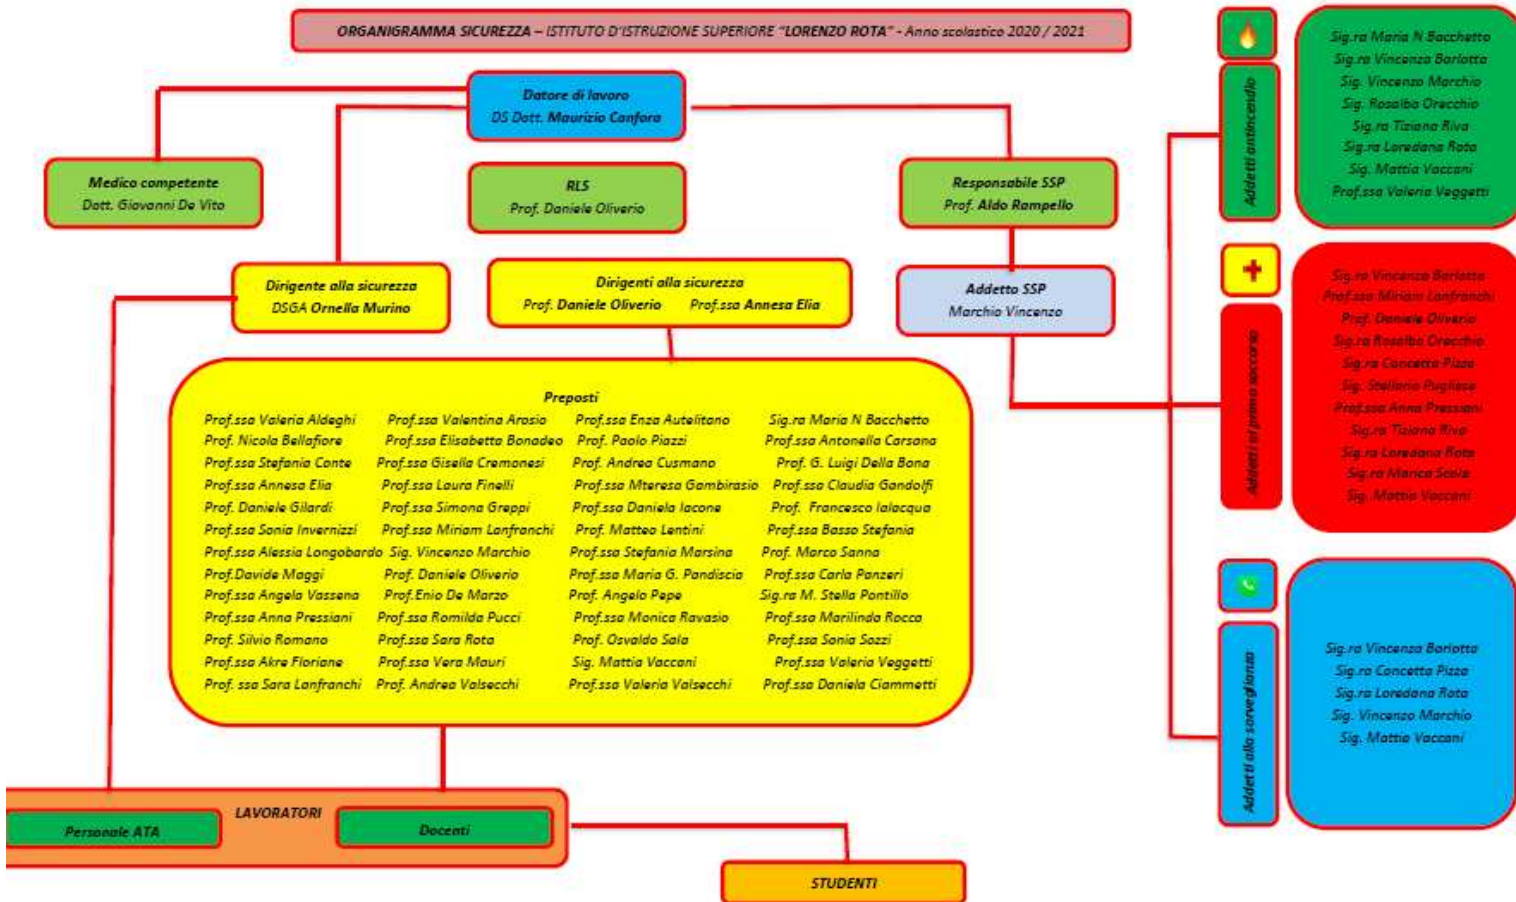 ORGANIGRAMMA SICUREZZA – ISTITUTO D'ISTRUZIONE SUPERIORE "LORENZO ROTA" - Anno scolastico 2020 / 2021
Datore di lavoro
DS Dott. Maurizio Canfora
Medico competente
Dott. Giovanni De Vito
RLS
Prof. Daniele Oliverio
Responsabile SSP
Prof. Aldo Rampello
Dirigente alla sicurezza
DSGA Ornella Murino
Dirigenti alla sicurezza
Prof. Daniele Oliverio Prof.ssa Annesa Elia
Addetto SSP
Marchio Vincenzo
Preposti
Prof.ssa Valeria Aldeghi Prof.ssa Valentina Arosio Prof.ssa Enza Autelitano Sig.ra Maria N Bacchetto
Prof. Nicola Bellafiore Prof.ssa Elisabetta Bonadeo Prof. Paolo Piazzi Prof.ssa Antonella Carsana
Prof.ssa Stefania Conte Prof.ssa Gisella Cremonesi Prof. Andrea Cusmano Prof. G. Luigi Della Bona
Prof.ssa Annesa Elia Prof.ssa Laura Finelli Prof.ssa Mteresa Gambirasio Prof.ssa Claudia Gandolfi
Prof. Daniele Gilardi Prof.ssa Simona Greppi Prof.ssa Daniela Iacone Prof. Francesco Ialacqua
Prof.ssa Sonia Invernizzi Prof.ssa Miriam Lanfranchi Prof. Matteo Lentini Prof.ssa Basso Stefania
Prof.ssa Alessia Longobardo Sig. Vincenzo Marchio Prof.ssa Stefania Marsina Prof. Marco Sanna
Prof.Davide Maggi Prof. Daniele Oliverio Prof.ssa Maria G. Pandiscia Prof.ssa Carla Panzeri
Prof.ssa Angela Vassena Prof.Enio De Marzo Prof. Angelo Pepe Sig.ra M. Stella Pontillo
Prof.ssa Anna Pressiani Prof.ssa Romilda Pucci Prof.ssa Monica Ravasio Prof.ssa Marilinda Rocca
Prof. Silvio Romano Prof.ssa Sara Rota Prof. Osvaldo Sala Prof.ssa Sonia Sozzi
Prof.ssa Akre Floriane Prof.ssa Vera Mauri Sig. Mattia Vaccani Prof.ssa Valeria Veggetti
Prof. ssa Sara Lanfranchi Prof. Andrea Valsecchi Prof.ssa Valeria Valsecchi Prof.ssa Daniela Ciammetti
LAVORATORI
Personale ATA
Docenti
STUDENTI
Addetti antincendio
Sig.ra Maria N Bacchetto
Sig.ra Vincenza Barlotta
Sig. Vincenzo Marchio
Sig. Rosalba Orecchio
Sig.ra Tiziana Riva
Sig.ra Loredana Rota
Sig. Mattia Vaccani
Prof.ssa Valeria Veggetti
Addetti al primo soccorso
Sig.ra Vincenza Barlotta
Prof.ssa Miriam Lanfranchi
Prof. Daniele Oliverio
Sig.ra Rosalba Orecchio
Sig.ra Concetta Pizza
Sig. Stellario Pugliese
Prof.ssa Anna Pressiani
Sig.ra Tiziana Riva
Sig.ra Loredana Rota
Sig.ra Marica
Sig. Mattia Vaccani
Addetti alla sorveglianza
Sig.ra Vincenza Barlotta
Sig.ra Concetta Pizza
Sig.ra Loredana Rota
Sig. Vincenzo Marchio
Sig. Mattia Vaccani